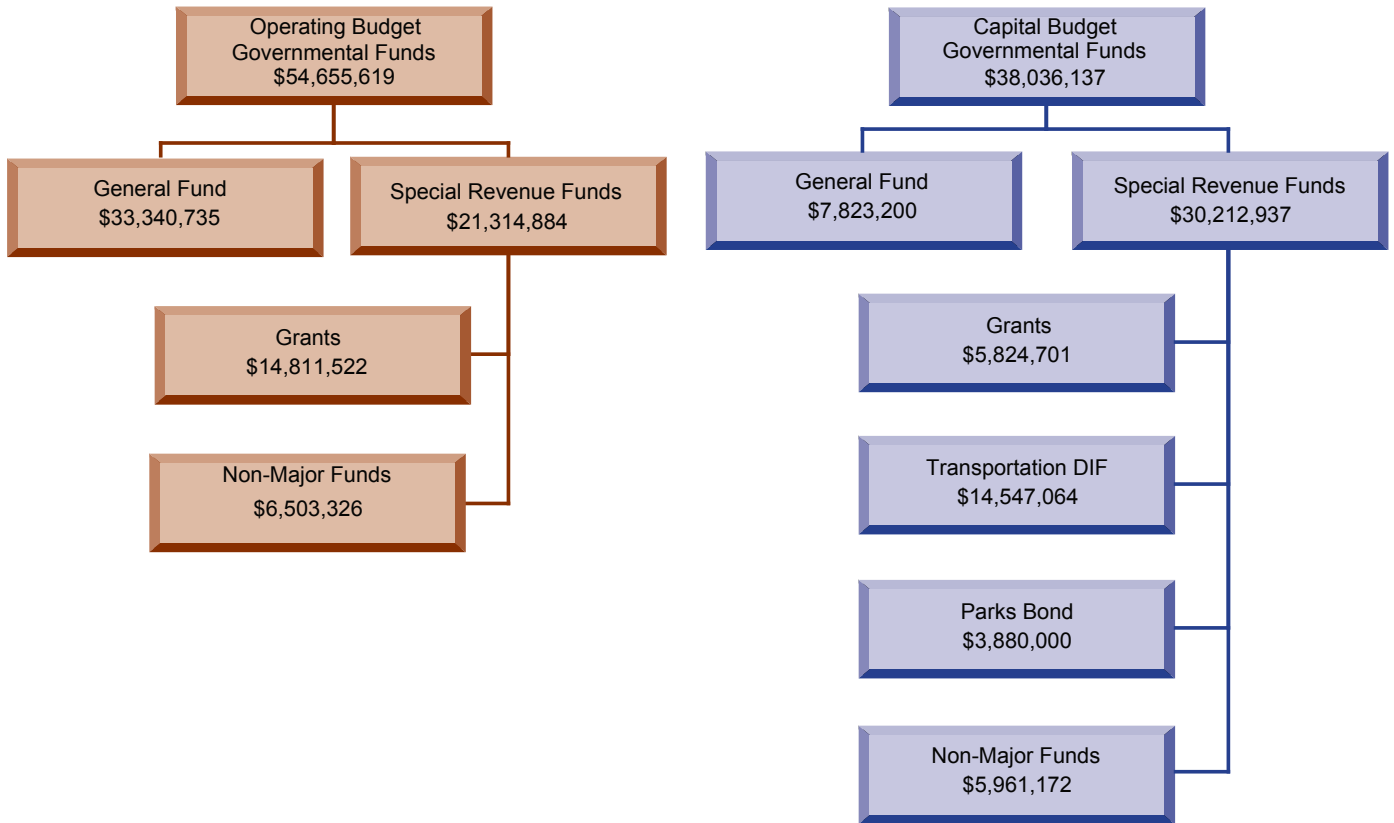 Operating Budget
Governmental Funds
$54,655,619
General Fund
$33,340,735
Special Revenue Funds
$21,314,884
Grants
$14,811,522
Non-Major Funds
$6,503,326
Capital Budget
Governmental Funds
$38,036,137
General Fund
$7,823,200
Special Revenue Funds
$30,212,937
Grants
$5,824,701
Transportation DIF
$14,547,064
Parks Bond
$3,880,000
Non-Major Funds
$5,961,172